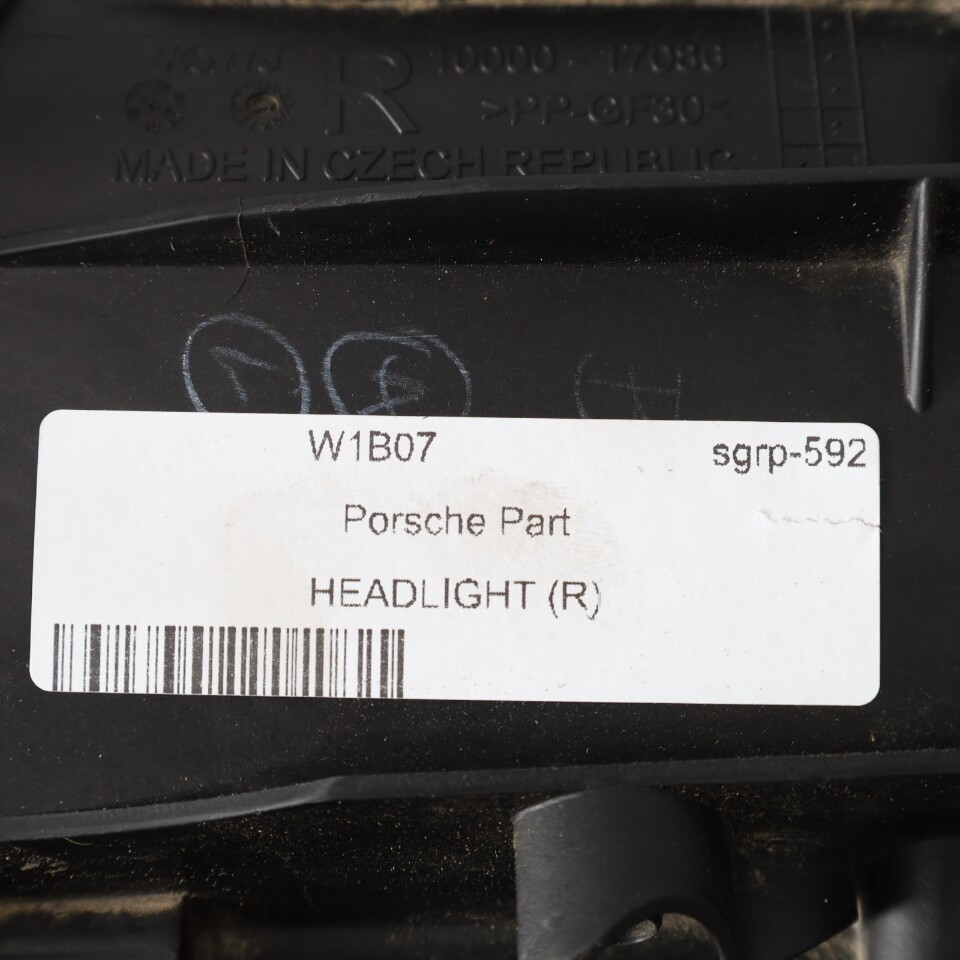 R 10000 - 17086
>PP-GF30<
MADE IN CZECH REPUBLIC
W1B07 sgrp-592
Porsche Part
HEADLIGHT (R)